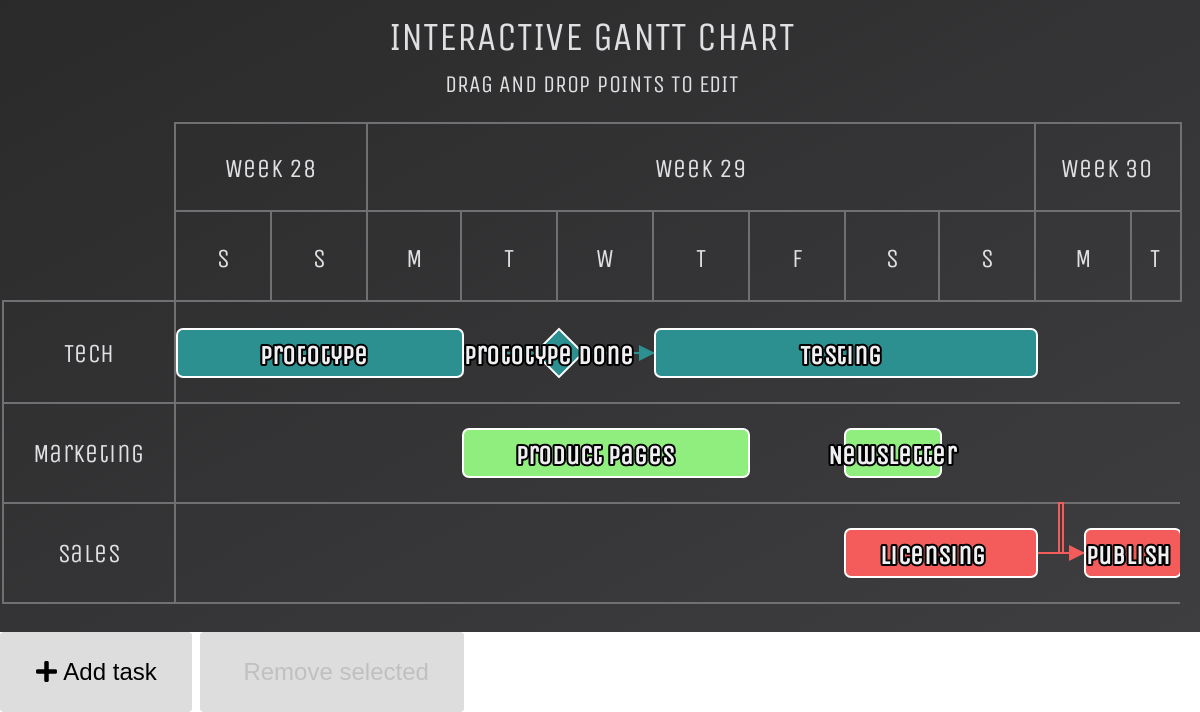 INTERACTIVE GANTT CHART
DRAG AND DROP POINTS TO EDIT
Week 28 Week 29 Week 30
S S M T W T F S S M T
Tech Prototype Prototype done Testing
Marketing Product pages Newsletter
Sales Licensing Publish
Add task Remove selected